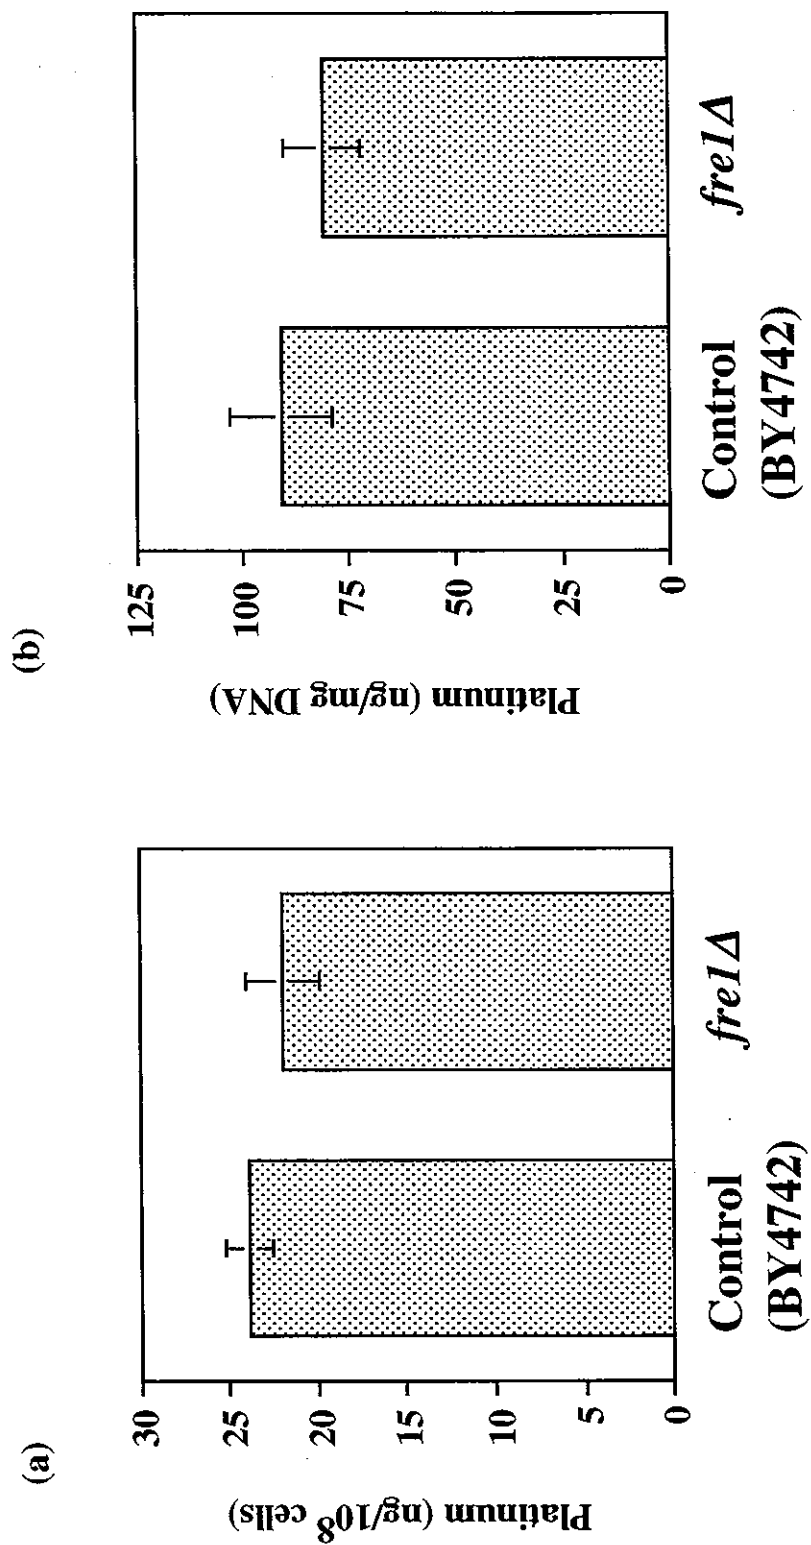 (a)
Platinum (ng/10⁸ cells)
30
25
20
15
10
5
0
Control
(BY4742)
fre1Δ
(b)
Platinum (ng/mg DNA)
125
100
75
50
25
0
Control
(BY4742)
fre1Δ